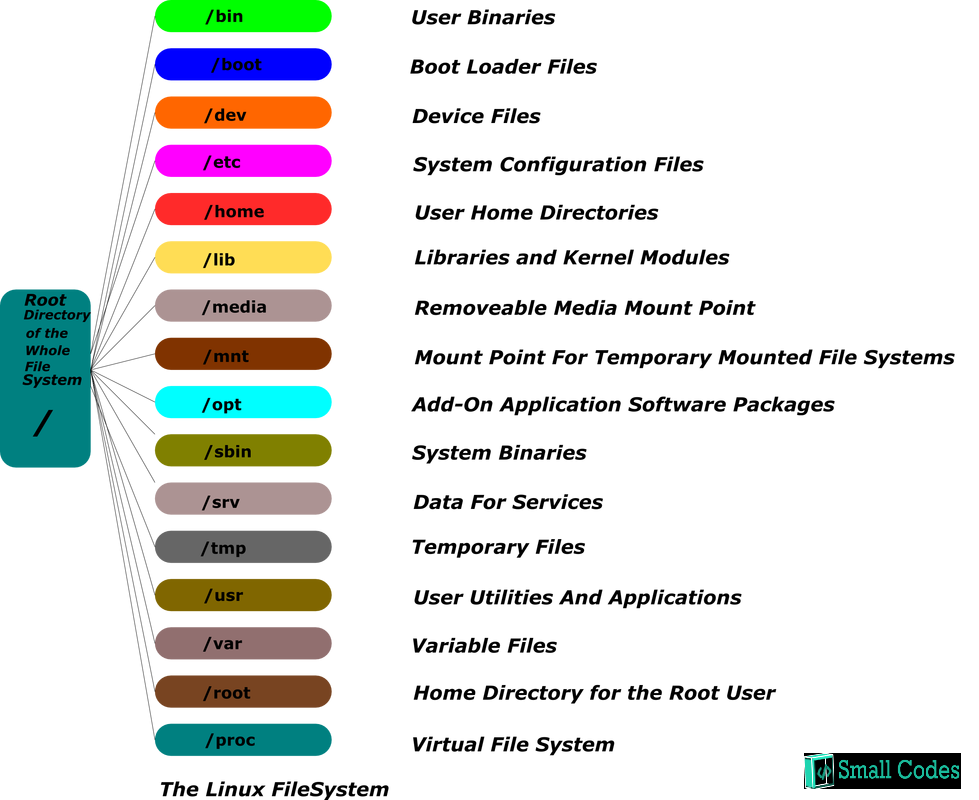 /bin User Binaries
/boot Boot Loader Files
/dev Device Files
/etc System Configuration Files
/home User Home Directories
/lib Libraries and Kernel Modules
Root
Directory
of the
Whole
File
System
/
/media Removeable Media Mount Point
/mnt Mount Point For Temporary Mounted File Systems
/opt Add-On Application Software Packages
/sbin System Binaries
/srv Data For Services
/tmp Temporary Files
/usr User Utilities And Applications
/var Variable Files
/root Home Directory for the Root User
/proc Virtual File System
The Linux FileSystem
</> Small Codes